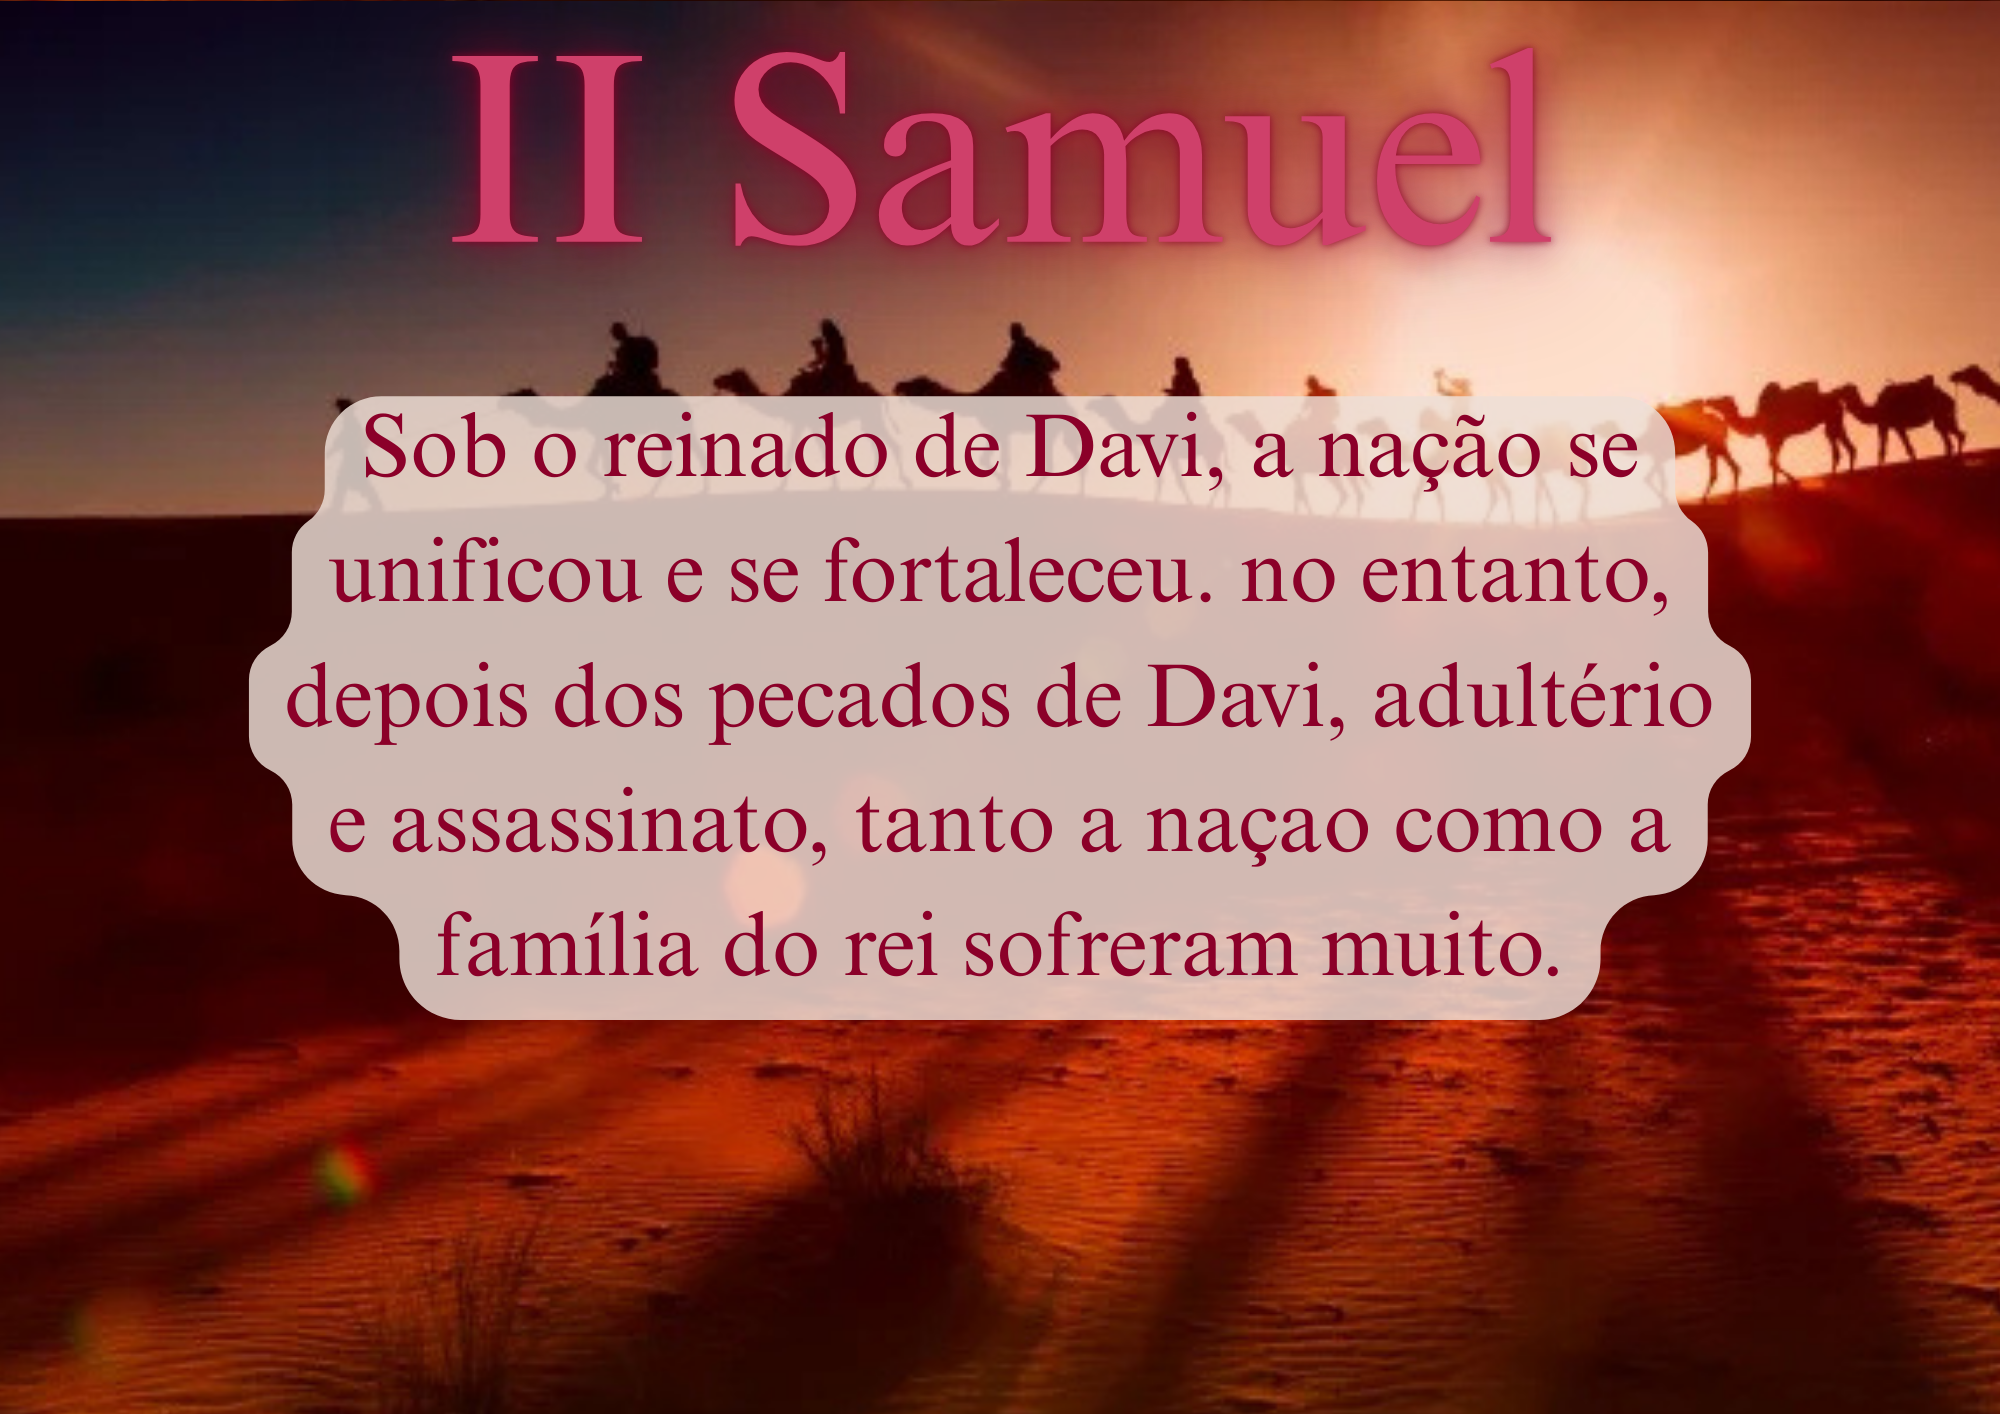 II Samuel
Sob o reinado de Davi, a nação se
unificou e se fortaleceu. no entanto,
depois dos pecados de Davi, adultério
e assassinato, tanto a naçao como a
família do rei sofreram muito.